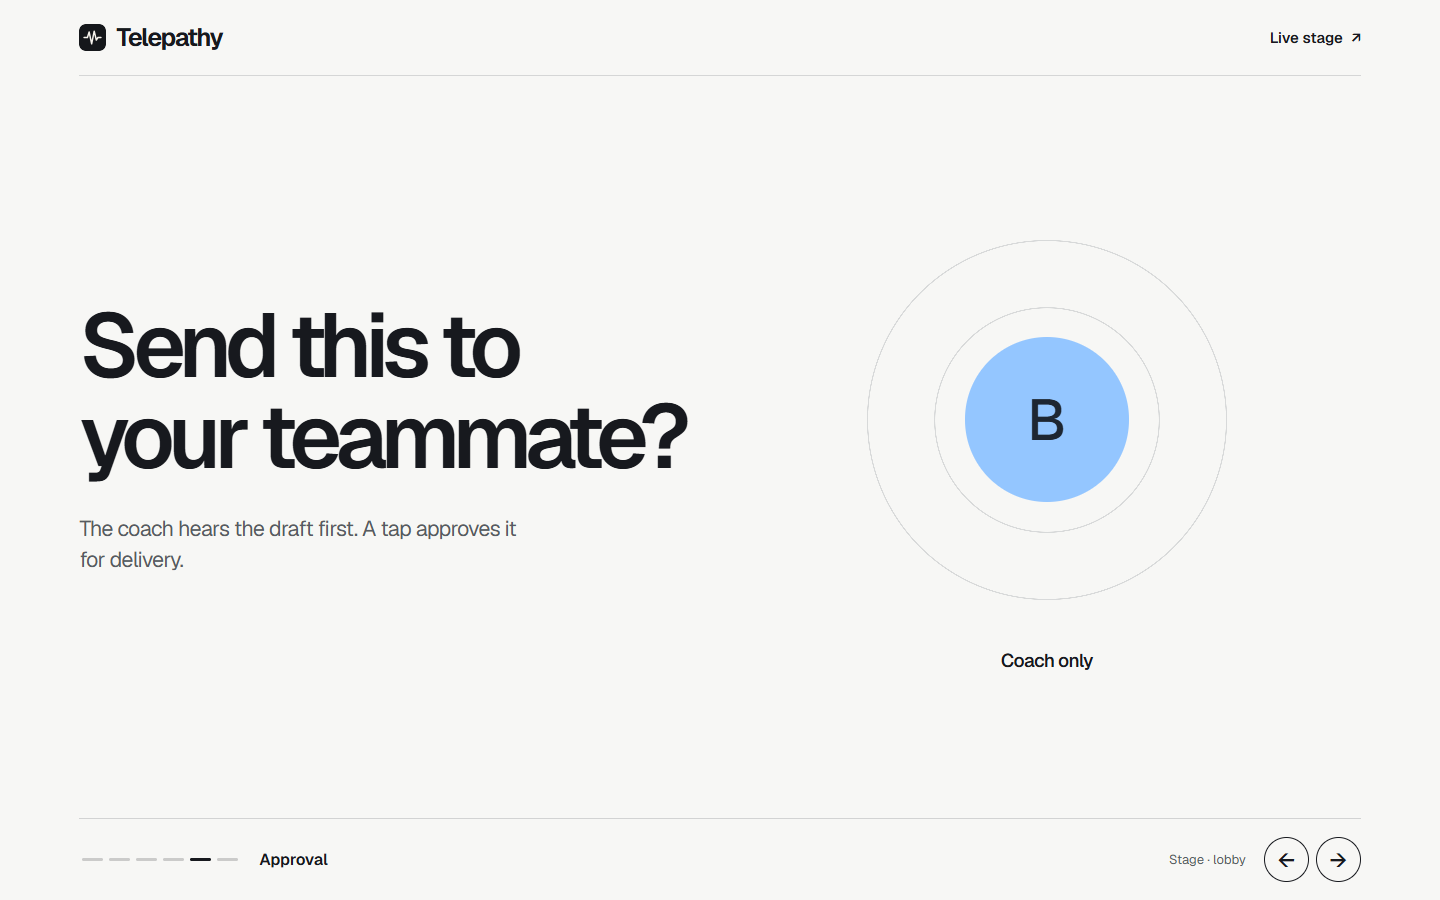 Telepathy
Live stage ↗
Send this to
your teammate?
The coach hears the draft first. A tap approves it
for delivery.
B
Coach only
Approval
Stage · lobby
← →